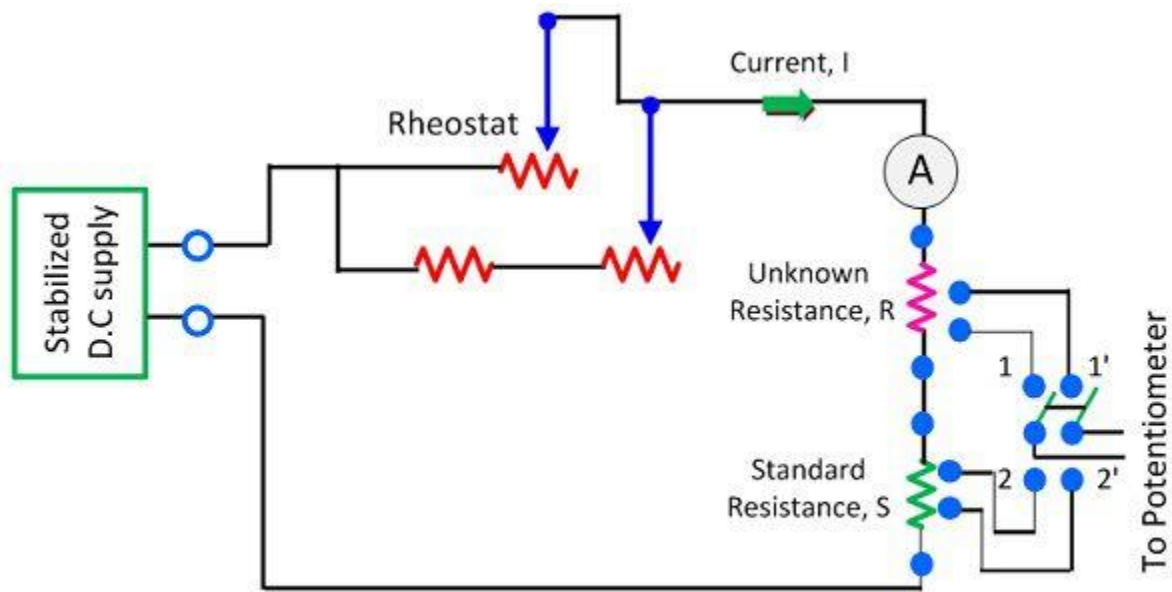 Stabilized
D.C supply
Rheostat
Current, I
A
Unknown
Resistance, R
1
1'
Standard
Resistance, S
2
2'
To Potentiometer